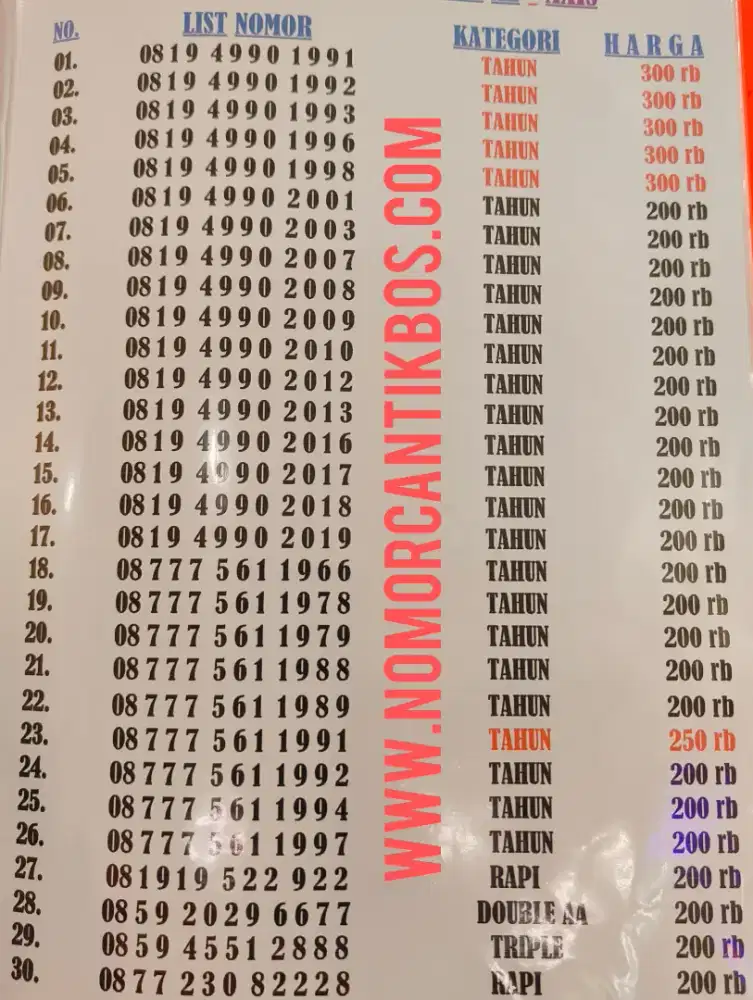 NO. LIST NOMOR KATEGORI HARGA
01. 0819 4990 1991 TAHUN 300 rb
02. 0819 4990 1992 TAHUN 300 rb
03. 0819 4990 1993 TAHUN 300 rb
04. 0819 4990 1996 TAHUN 300 rb
05. 0819 4990 1998 TAHUN 300 rb
06. 0819 4990 2001 TAHUN 200 rb
07. 0819 4990 2003 TAHUN 200 rb
08. 0819 4990 2007 TAHUN 200 rb
09. 0819 4990 2008 TAHUN 200 rb
10. 0819 4990 2009 TAHUN 200 rb
11. 0819 4990 2010 TAHUN 200 rb
12. 0819 4990 2012 TAHUN 200 rb
13. 0819 4990 2013 TAHUN 200 rb
14. 0819 4990 2016 TAHUN 200 rb
15. 0819 4990 2017 TAHUN 200 rb
16. 0819 4990 2018 TAHUN 200 rb
17. 0819 4990 2019 TAHUN 200 rb
18. 08777 561 1966 TAHUN 200 rb
19. 08777 561 1978 TAHUN 200 rb
20. 08777 561 1979 TAHUN 200 rb
21. 08777 561 1988 TAHUN 200 rb
22. 08777 561 1989 TAHUN 200 rb
23. 08777 561 1991 TAHUN 250 rb
24. 08777 561 1992 TAHUN 200 rb
25. 08777 561 1994 TAHUN 200 rb
26. 08777 561 1997 TAHUN 200 rb
27. 081919 522 922 RAPI 200 rb
28. 0859 2029 6677 DOUBLE AA 200 rb
29. 0859 4551 2888 TRIPLE 200 rb
30. 0877 230 82228 RAPI 200 rb
WWW.NOMORCANTIKBOS.COM